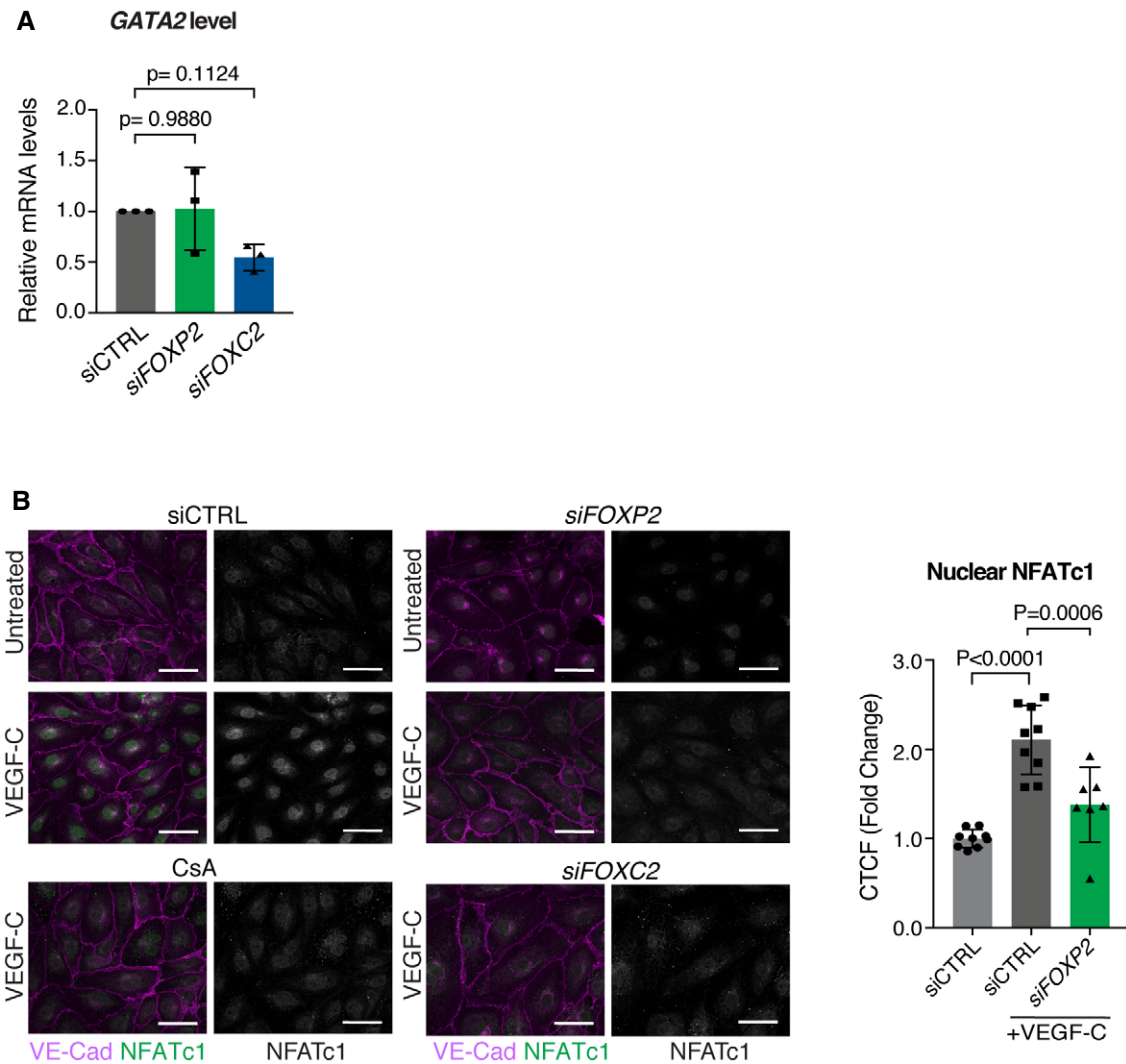 A
GATA2 level
p= 0.1124
p= 0.9880
Relative mRNA levels
2.0
1.5
1.0
0.5
0.0
siCTRL
siFOXP2
siFOXC2
B
siCTRL
siFOXP2
Untreated
Untreated
VEGF-C
VEGF-C
CsA
siFOXC2
VEGF-C
VEGF-C
VE-Cad NFATc1
NFATc1
VE-Cad NFATc1
NFATc1
Nuclear NFATc1
P=0.0006
P<0.0001
CTCF (Fold Change)
3.0
2.0
1.0
0.0
siCTRL
siCTRL
siFOXP2
+VEGF-C